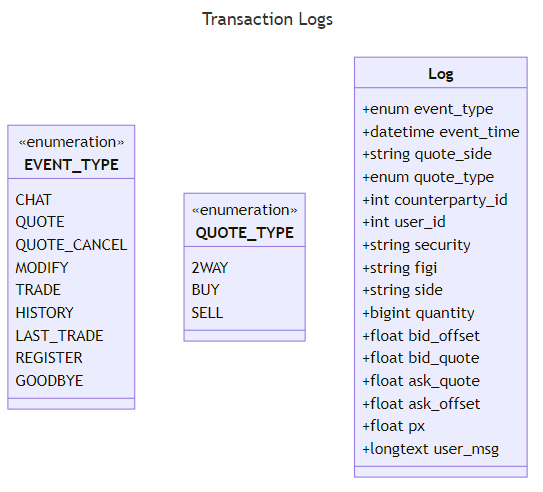 Transaction Logs
«enumeration»
EVENT_TYPE
CHAT
QUOTE
QUOTE_CANCEL
MODIFY
TRADE
HISTORY
LAST_TRADE
REGISTER
GOODBYE
«enumeration»
QUOTE_TYPE
2WAY
BUY
SELL
Log
+enum event_type
+datetime event_time
+string quote_side
+enum quote_type
+int counterparty_id
+int user_id
+string security
+string figi
+string side
+bigint quantity
+float bid_offset
+float bid_quote
+float ask_quote
+float ask_offset
+float px
+longtext user_msg